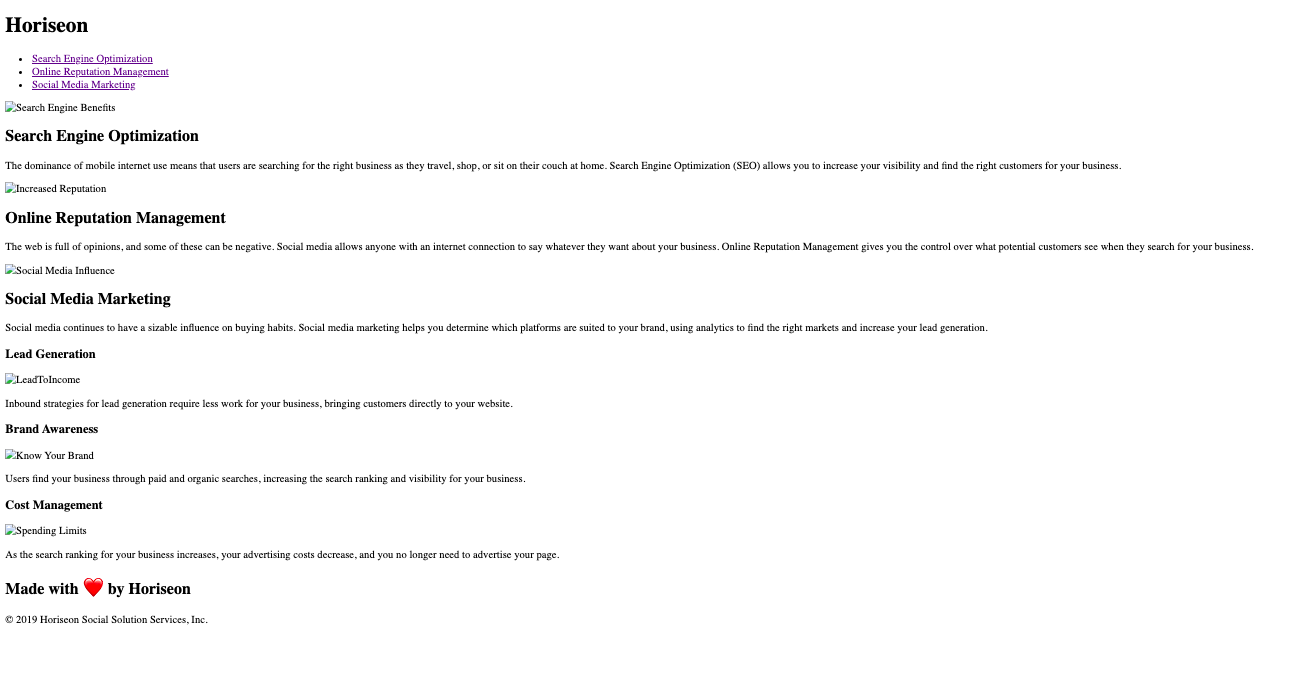 Horiseon
Search Engine Optimization
Online Reputation Management
Social Media Marketing
Search Engine Benefits
Search Engine Optimization
The dominance of mobile internet use means that users are searching for the right business as they travel, shop, or sit on their couch at home. Search Engine Optimization (SEO) allows you to increase your visibility and find the right customers for your business.
Increased Reputation
Online Reputation Management
The web is full of opinions, and some of these can be negative. Social media allows anyone with an internet connection to say whatever they want about your business. Online Reputation Management gives you the control over what potential customers see when they search for your business.
Social Media Influence
Social Media Marketing
Social media continues to have a sizable influence on buying habits. Social media marketing helps you determine which platforms are suited to your brand, using analytics to find the right markets and increase your lead generation.
Lead Generation
LeadToIncome
Inbound strategies for lead generation require less work for your business, bringing customers directly to your website.
Brand Awareness
Know Your Brand
Users find your business through paid and organic searches, increasing the search ranking and visibility for your business.
Cost Management
Spending Limits
As the search ranking for your business increases, your advertising costs decrease, and you no longer need to advertise your page.
Made with ❤️ by Horiseon
© 2019 Horiseon Social Solution Services, Inc.